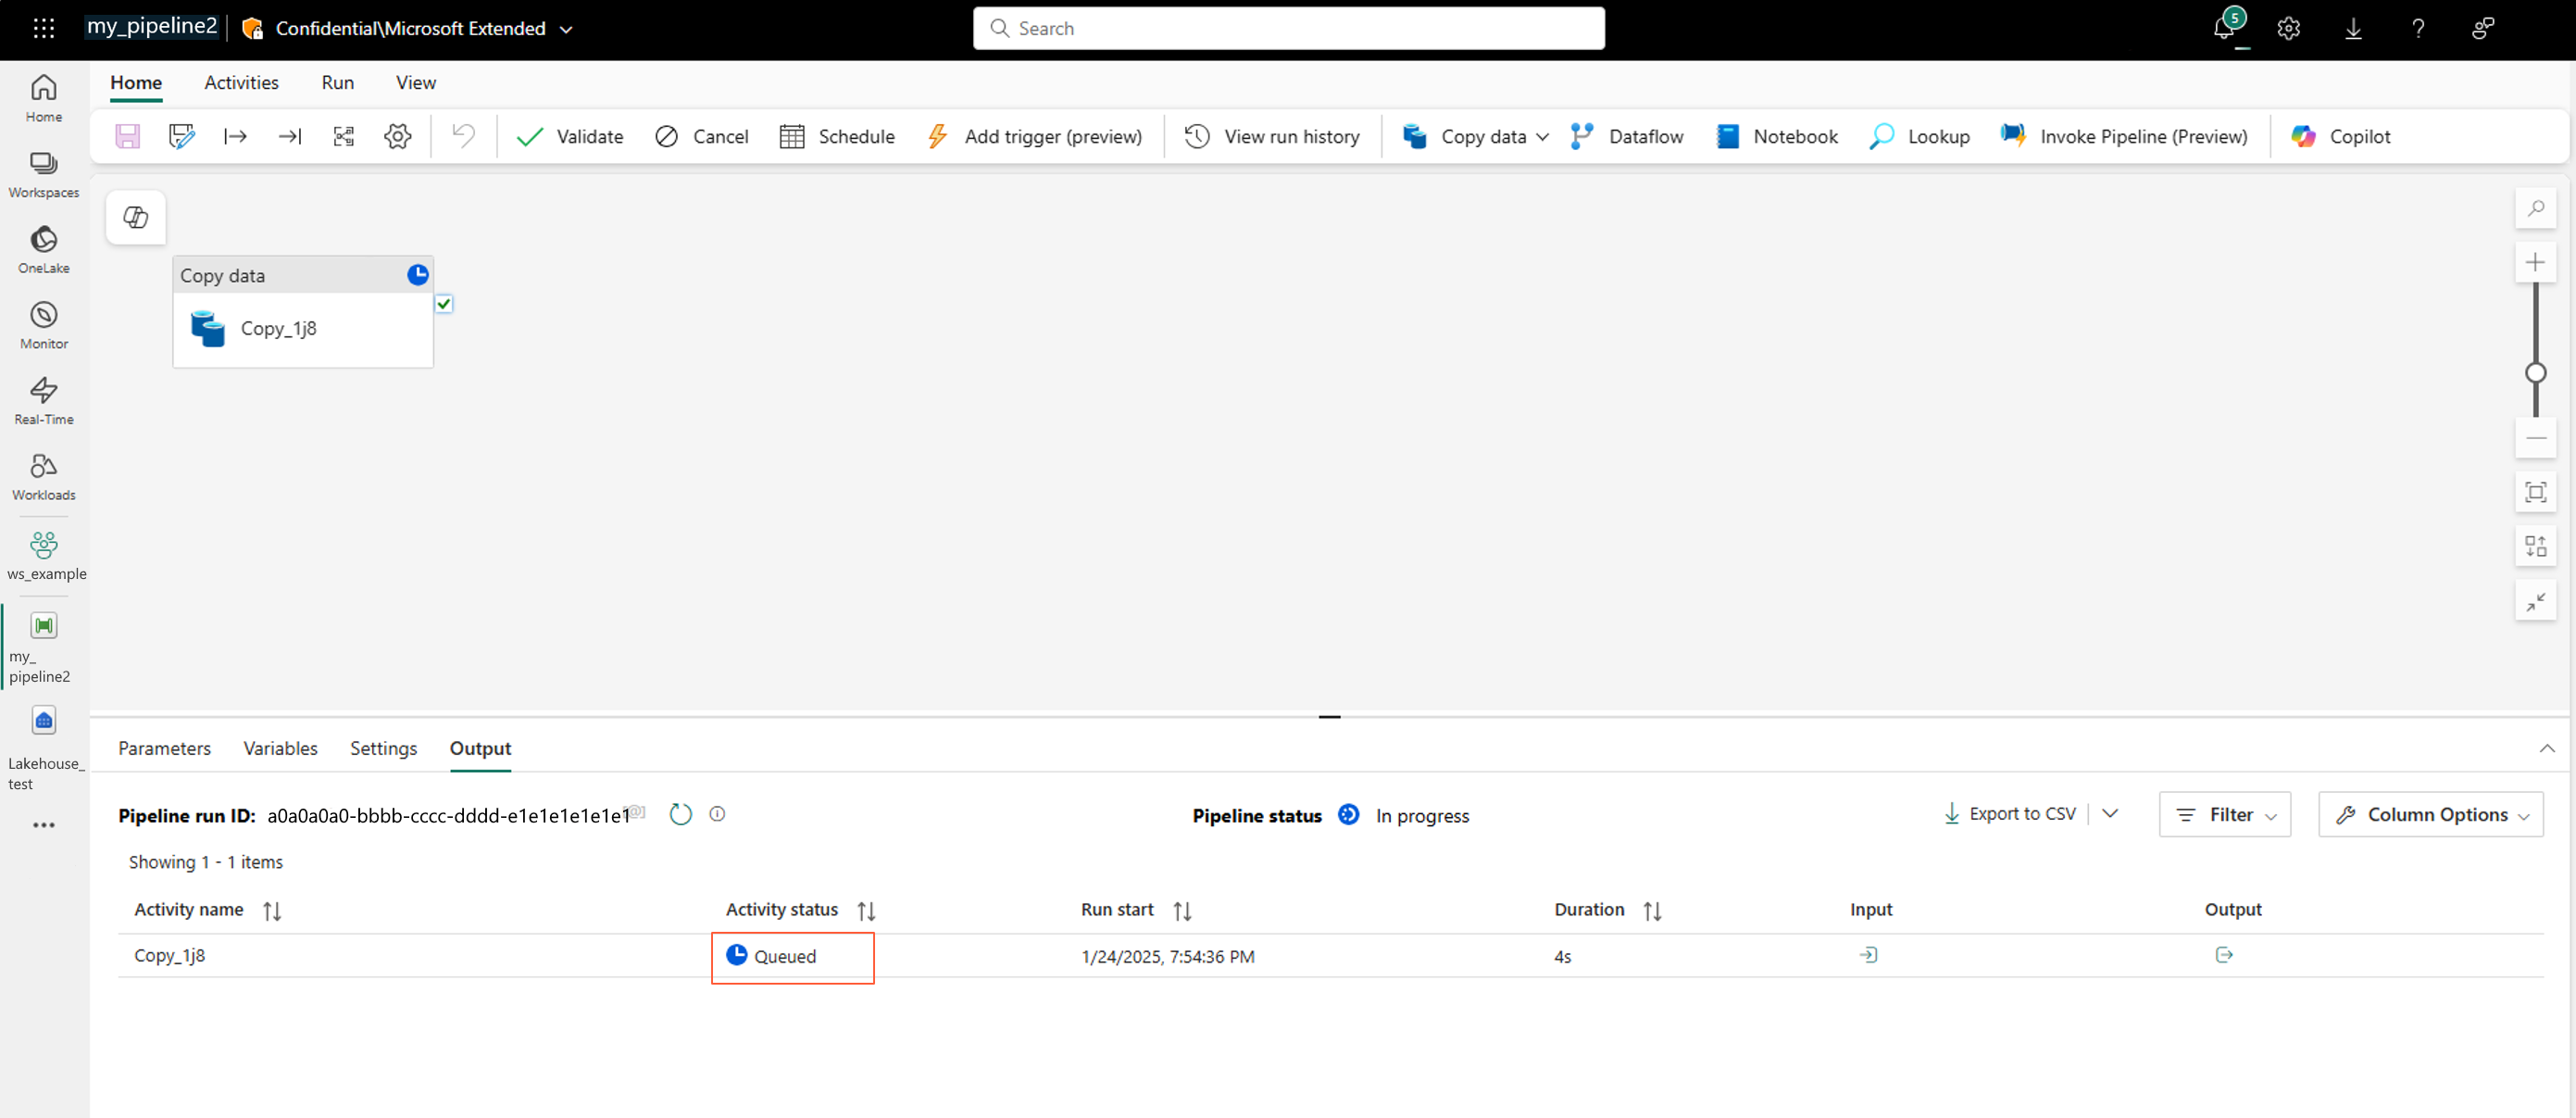 my_pipeline2 Confidential\Microsoft Extended Search 5
Home Activities Run View
Validate Cancel Schedule Add trigger (preview) View run history Copy data Dataflow Notebook Lookup Invoke Pipeline (Preview) Copilot
Home
Workspaces
OneLake
Monitor
Real-Time
Workloads
ws_example
my_
pipeline2
Lakehouse_
test
Copy data
Copy_1j8
Parameters Variables Settings Output
Pipeline run ID: a0a0a0a0-bbbb-cccc-dddd-e1e1e1e1e1e1 Pipeline status In progress Export to CSV Filter Column Options
Showing 1 - 1 items
Activity name Activity status Run start Duration Input Output
Copy_1j8 Queued 1/24/2025, 7:54:36 PM 4s